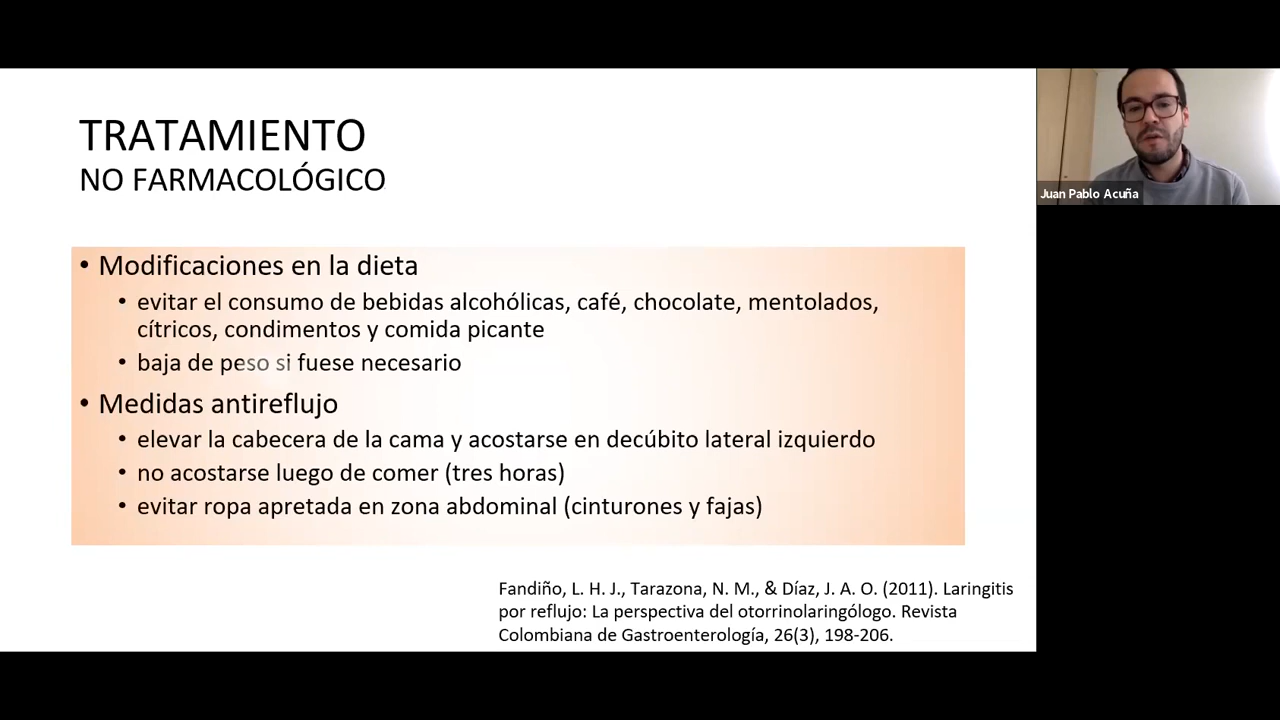 TRATAMIENTO
NO FARMACOLÓGICO
• Modificaciones en la dieta
• evitar el consumo de bebidas alcohólicas, café, chocolate, mentolados,
cítricos, condimentos y comida picante
• baja de peso si fuese necesario
• Medidas antireflujo
• elevar la cabecera de la cama y acostarse en decúbito lateral izquierdo
• no acostarse luego de comer (tres horas)
• evitar ropa apretada en zona abdominal (cinturones y fajas)
Fandiño, L. H. J., Tarazona, N. M., & Díaz, J. A. O. (2011). Laringitis
por reflujo: La perspectiva del otorrinolaringólogo. Revista
Colombiana de Gastroenterología, 26(3), 198-206.
Juan Pablo Acuña